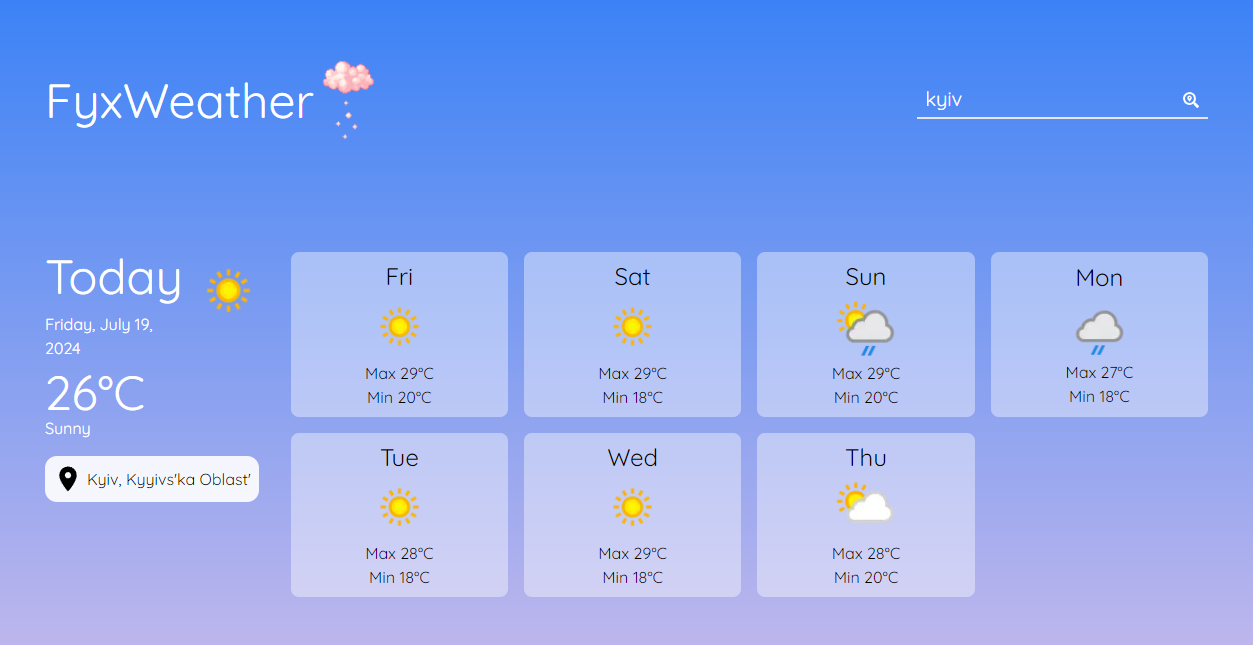 FyxWeather
kyiv
Today
Friday, July 19,
2024
26°C
Sunny
Kyiv, Kyyivs'ka Oblast'
Fri
Max 29°C
Min 20°C
Sat
Max 29°C
Min 18°C
Sun
Max 29°C
Min 20°C
Mon
Max 27°C
Min 18°C
Tue
Max 28°C
Min 18°C
Wed
Max 29°C
Min 18°C
Thu
Max 28°C
Min 20°C